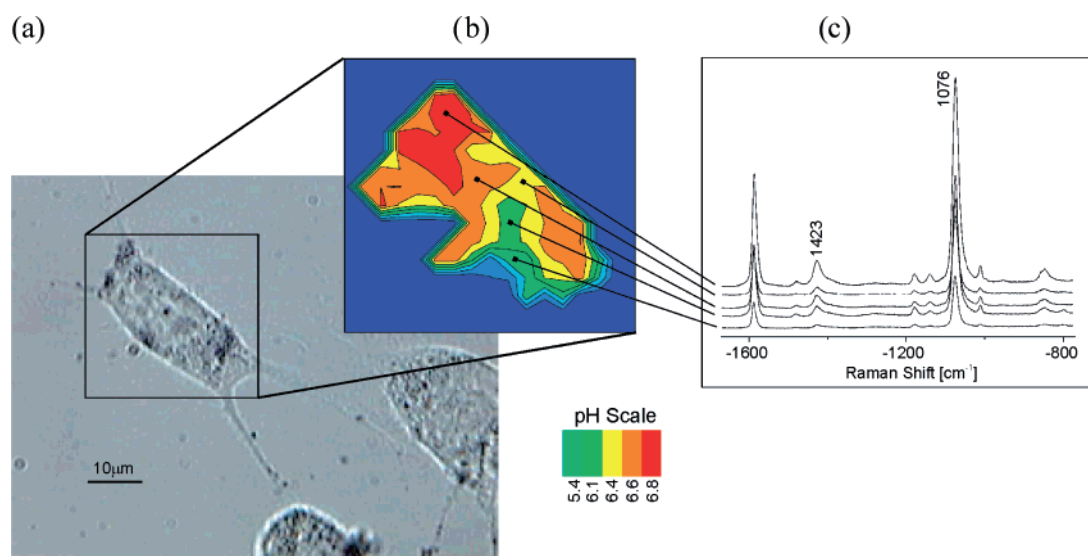 (a)
(b)
(c)
10µm
pH Scale
5.4
6.1
6.4
6.6
6.8
1423
1076
-1600
-1200
-800
Raman Shift [cm⁻¹]